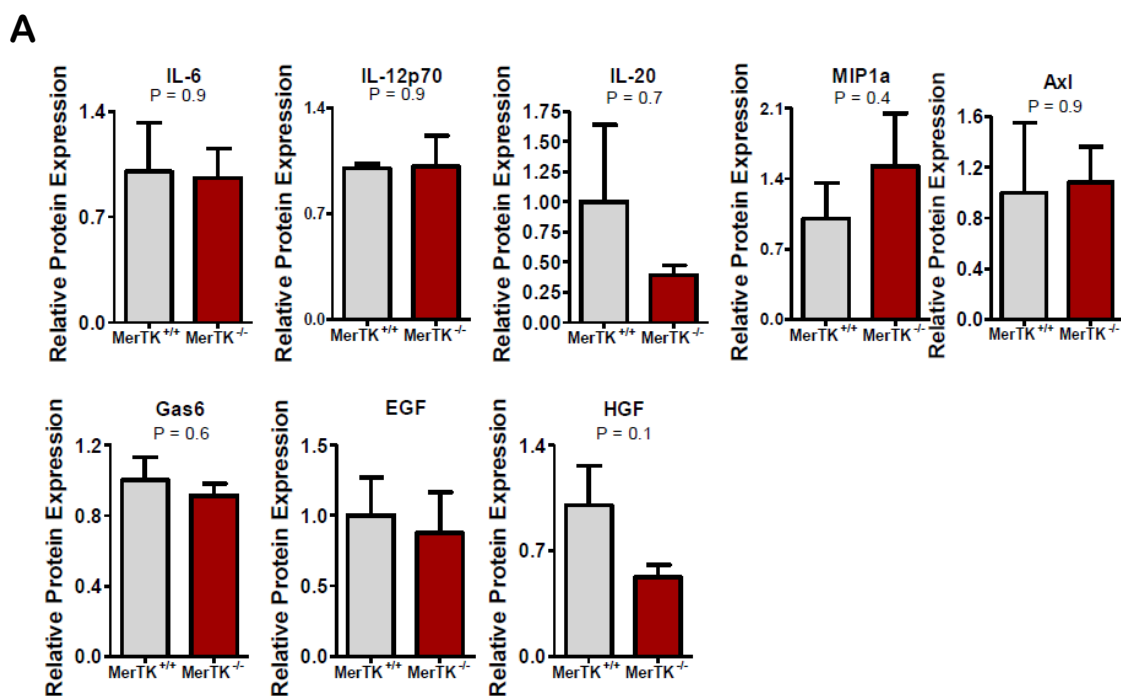 A
IL-6
P = 0.9
Relative Protein Expression
1.4
0.7
0.0
MerTK+/+ MerTK-/-
IL-12p70
P = 0.9
Relative Protein Expression
1.4
0.7
0.0
MerTK+/+ MerTK-/-
IL-20
P = 0.7
Relative Protein Expression
1.75
1.50
1.25
1.00
0.75
0.50
0.25
0.00
MerTK+/+ MerTK-/-
MIP1a
P = 0.4
Relative Protein Expression
2.1
1.4
0.7
0.0
MerTK+/+ MerTK-/-
Axl
P = 0.9
Relative Protein Expression
1.6
1.2
0.8
0.4
0.0
MerTK+/+ MerTK-/-
Gas6
P = 0.6
Relative Protein Expression
1.2
0.8
0.4
0.0
MerTK+/+ MerTK-/-
EGF
Relative Protein Expression
1.5
1.0
0.5
0.0
MerTK+/+ MerTK-/-
HGF
P = 0.1
Relative Protein Expression
1.4
0.7
0.0
MerTK+/+ MerTK-/-